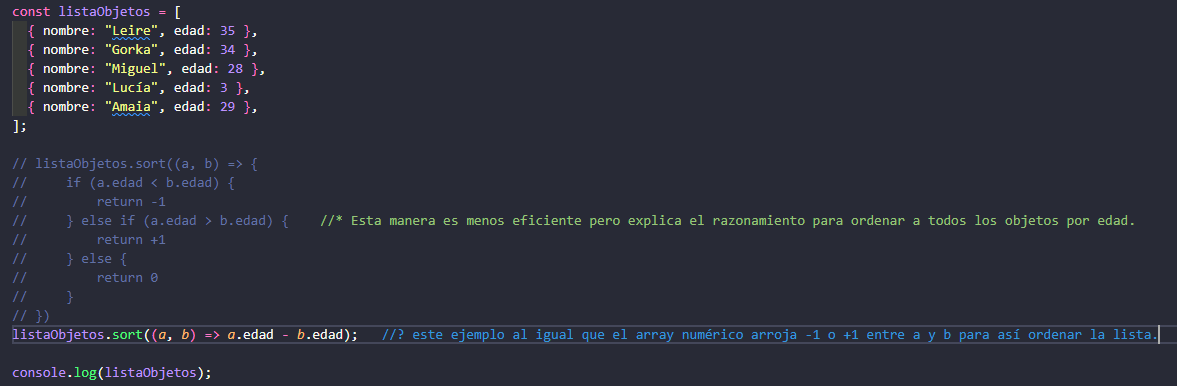 const listaObjetos = [
  { nombre: "Leire", edad: 35 },
  { nombre: "Gorka", edad: 34 },
  { nombre: "Miguel", edad: 28 },
  { nombre: "Lucía", edad: 3 },
  { nombre: "Amaia", edad: 29 },
];
// listaObjetos.sort((a, b) => {
//     if (a.edad < b.edad) {
//         return -1
//     } else if (a.edad > b.edad) {    //* Esta manera es menos eficiente pero explica el razonamiento para ordenar a todos los objetos por edad.
//         return +1
//     } else {
//         return 0
//     }
// })
listaObjetos.sort((a, b) => a.edad - b.edad);   //? este ejemplo al igual que el array numérico arroja -1 o +1 entre a y b para así ordenar la lista.
console.log(listaObjetos);